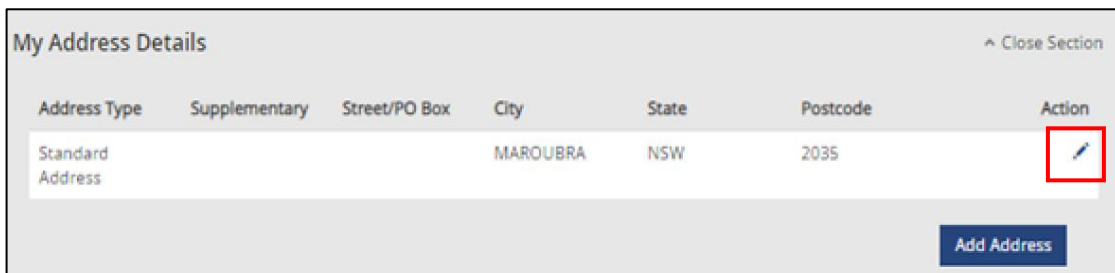 My Address Details
^ Close Section
Address Type Supplementary Street/PO Box City State Postcode Action
Standard MAROUBRA NSW 2035
Address
Add Address